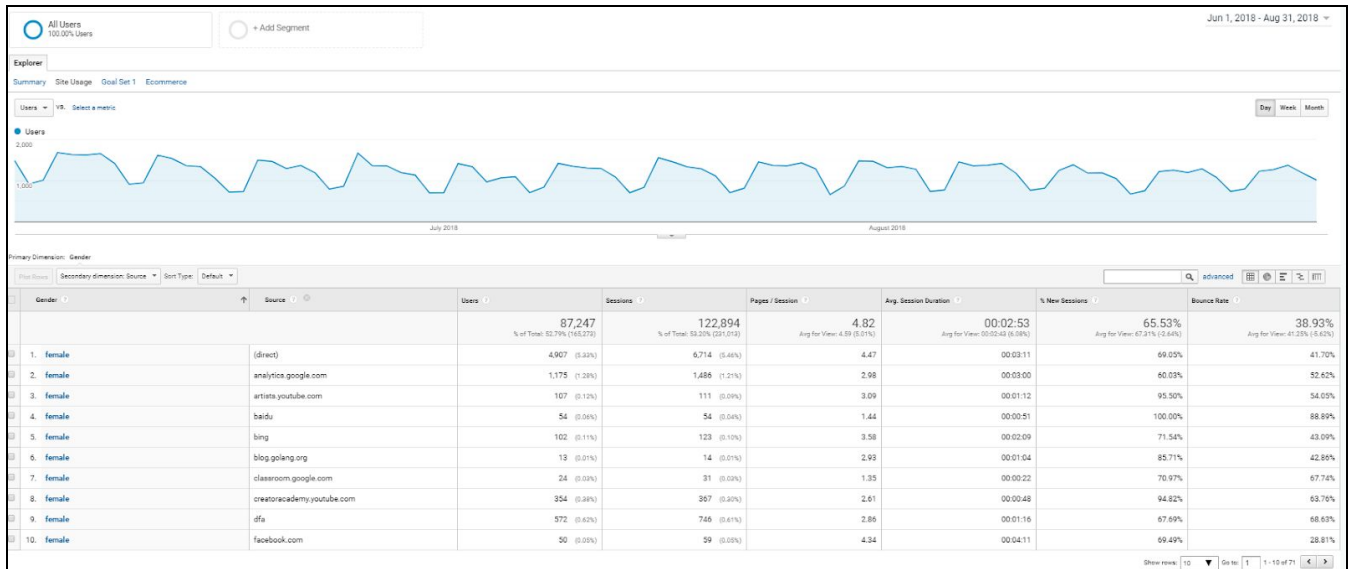 All Users
100.00% Users
+ Add Segment
Jun 1, 2018 - Aug 31, 2018
Explorer
Summary Site Usage Goal Set 1 Ecommerce
Users VS. Select a metric
Day Week Month
Users
2,000
1,000
July 2018 August 2018
Primary Dimension: Gender
Plot Rows Secondary dimension: Source Sort Type: Default advanced
Gender Source Users Sessions Pages / Session Avg. Session Duration % New Sessions Bounce Rate
87,247 122,894 4.82 00:02:53 65.53% 38.93%
% of Total: 52.79% (165,273) % of Total: 53.20% (231,013) Avg for View: 4.59 (5.01%) Avg for View: 00:02:43 (6.08%) Avg for View: 67.31% (-2.64%) Avg for View: 41.25% (-5.62%)
1. female (direct) 4,907 (5.33%) 6,714 (5.46%) 4.47 00:03:11 69.05% 41.70%
2. female analytics.google.com 1,175 (1.28%) 1,486 (1.21%) 2.98 00:03:00 60.03% 52.62%
3. female artists.youtube.com 107 (0.12%) 111 (0.09%) 3.09 00:01:12 95.50% 54.05%
4. female baidu 54 (0.06%) 54 (0.04%) 1.44 00:00:51 100.00% 88.89%
5. female bing 102 (0.11%) 123 (0.10%) 3.58 00:02:09 71.54% 43.09%
6. female blog.golang.org 13 (0.01%) 14 (0.01%) 2.93 00:01:04 85.71% 42.86%
7. female classroom.google.com 24 (0.03%) 31 (0.03%) 1.35 00:00:22 70.97% 67.74%
8. female creatoracademy.youtube.com 354 (0.38%) 367 (0.30%) 2.61 00:00:48 94.82% 63.76%
9. female dfa 572 (0.62%) 746 (0.61%) 2.86 00:01:16 67.69% 68.63%
10. female facebook.com 50 (0.05%) 59 (0.05%) 4.34 00:04:11 69.49% 28.81%
Show rows: 10 Go to: 1 1 - 10 of 71